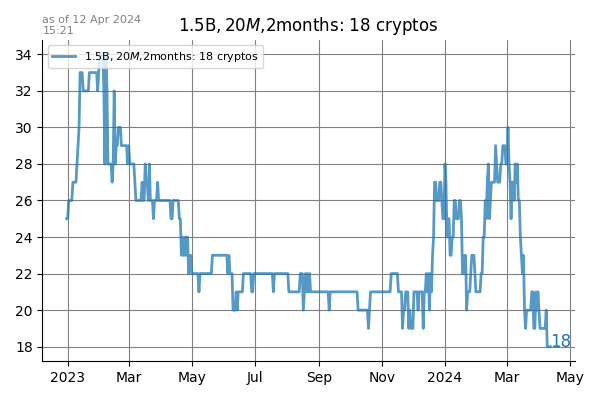 as of 12 Apr 2024
15:21
1.5B, 20M,2months: 18 cryptos
1.5B, 20M,2months: 18 cryptos
34
32
30
28
26
24
22
20
18
18
2023 Mar May Jul Sep Nov 2024 Mar May